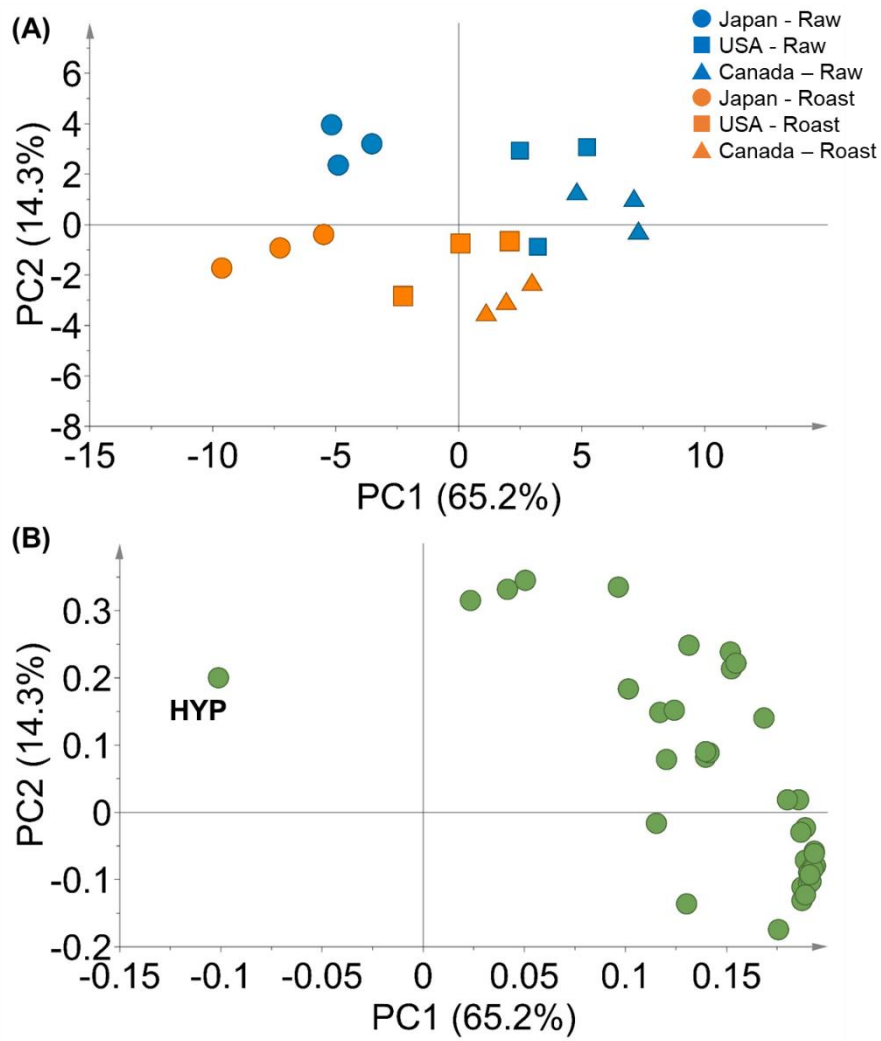 (A)
Japan - Raw
USA - Raw
Canada – Raw
Japan - Roast
USA - Roast
Canada – Roast
PC2 (14.3%)
6
4
2
0
-2
-4
-6
-8
-15 -10 -5 0 5 10
PC1 (65.2%)
(B)
PC2 (14.3%)
0.3
0.2
0.1
0
-0.1
-0.2
HYP
-0.15 -0.1 -0.05 0 0.05 0.1 0.15
PC1 (65.2%)